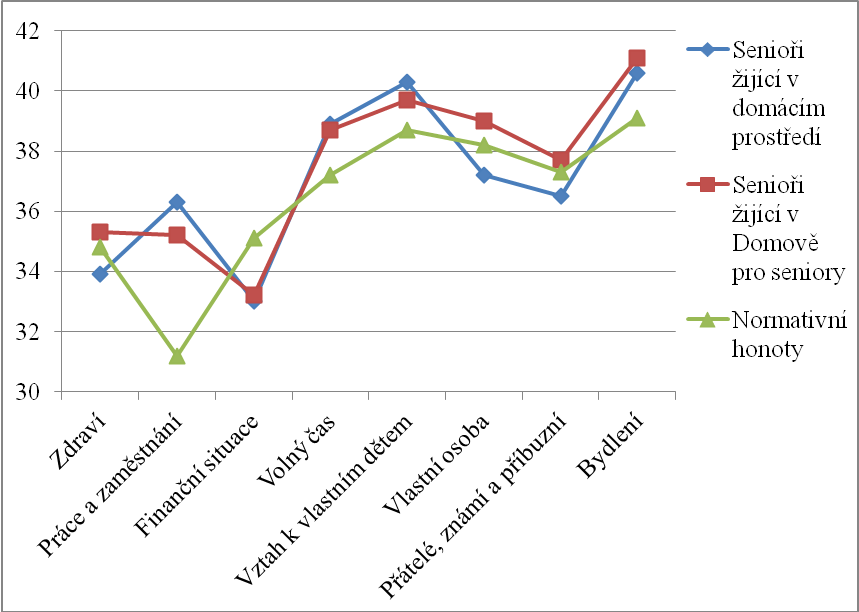 42
40
38
36
34
32
30
Zdraví
Práce a zaměstnání
Finanční situace
Volný čas
Vztah k vlastním dětem
Vlastní osoba
Přátelé, známí a příbuzní
Bydlení
Senioři
žijící v
domácím
prostředí
Senioři
žijící v
Domově
pro seniory
Normativní
honoty